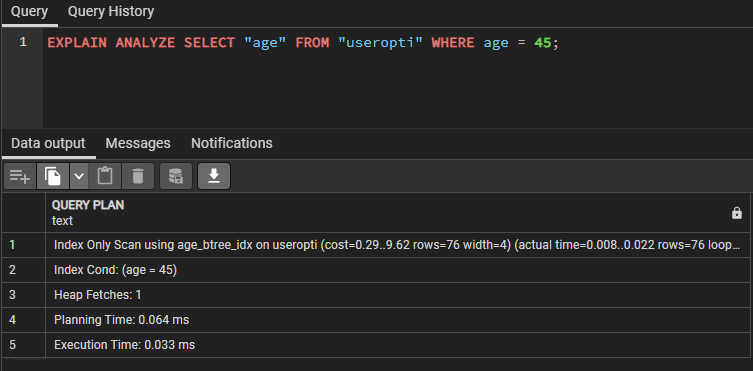 Query Query History
1 EXPLAIN ANALYZE SELECT "age" FROM "useropti" WHERE age = 45;
Data output Messages Notifications
QUERY PLAN
text
1 Index Only Scan using age_btree_idx on useropti (cost=0.29..9.62 rows=76 width=4) (actual time=0.008..0.022 rows=76 loop...
2 Index Cond: (age = 45)
3 Heap Fetches: 1
4 Planning Time: 0.064 ms
5 Execution Time: 0.033 ms